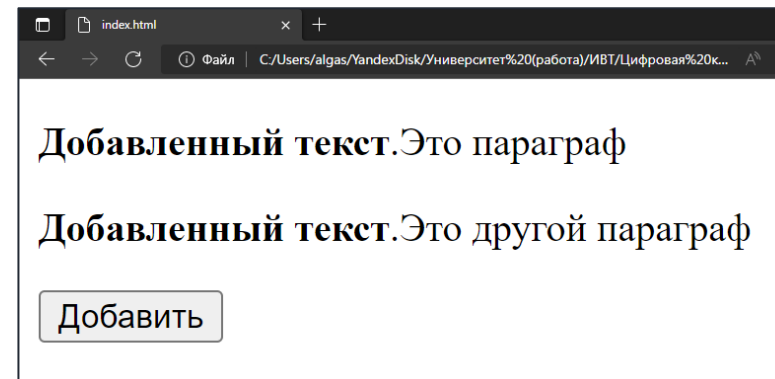 index.html
Файл C:/Users/algas/YandexDisk/Университет%20(работа)/ИВТ/Цифровая%20к...
Добавленный текст.Это параграф
Добавленный текст.Это другой параграф
Добавить